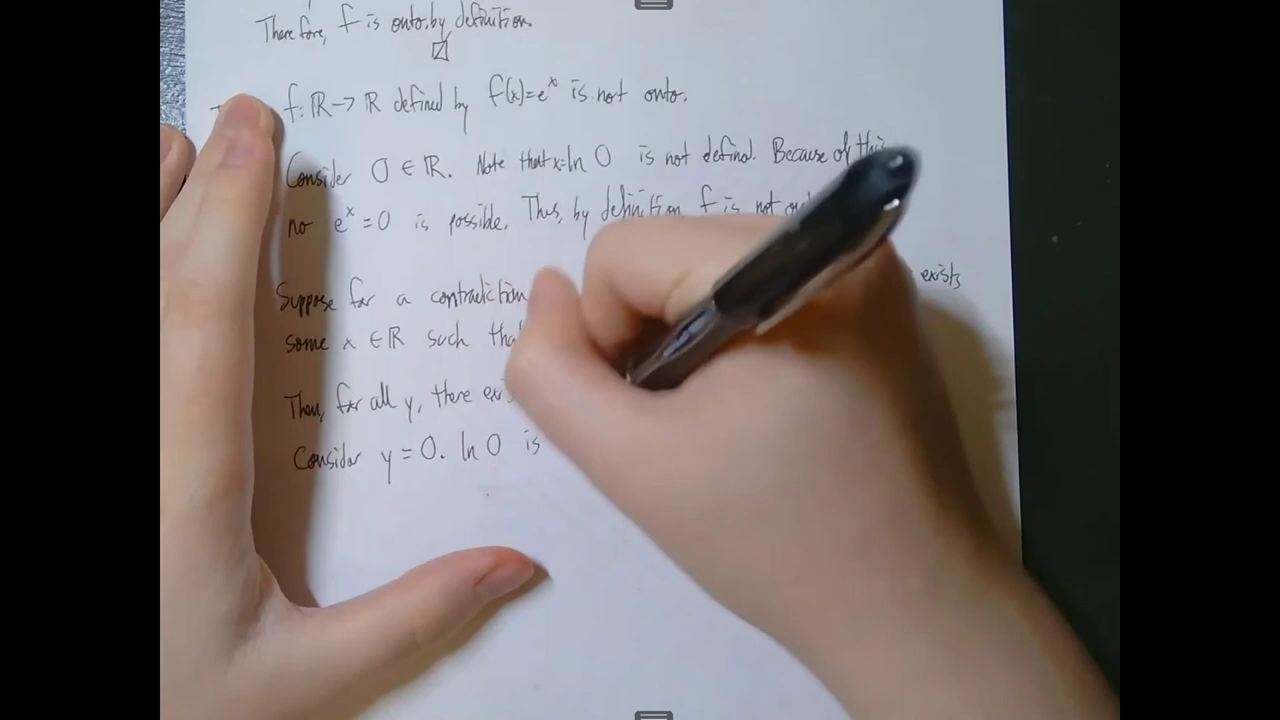 Therefore, f is onto by definition.
f: ℝ → ℝ defined by f(x)=eˣ is not onto.
Consider 0 ∈ ℝ. Note that x=ln 0 is not defined. Because of this
no eˣ = 0 is possible. Thus, by definition f is not
Suppose for a contradiction exists
some x ∈ ℝ such
Then, for all y, there
Consider y = 0. ln 0 is